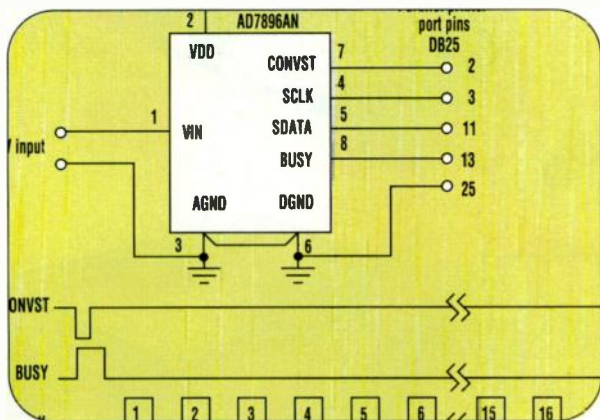 2 AD7896AN
port pins
DB25
VDD
CONVST 7 2
SCLK 4 3
1 VIN SDATA 5 11
input BUSY 8 13
25
AGND DGND
3 6
ONVST
BUSY
1 2 3 4 5 6 15 16